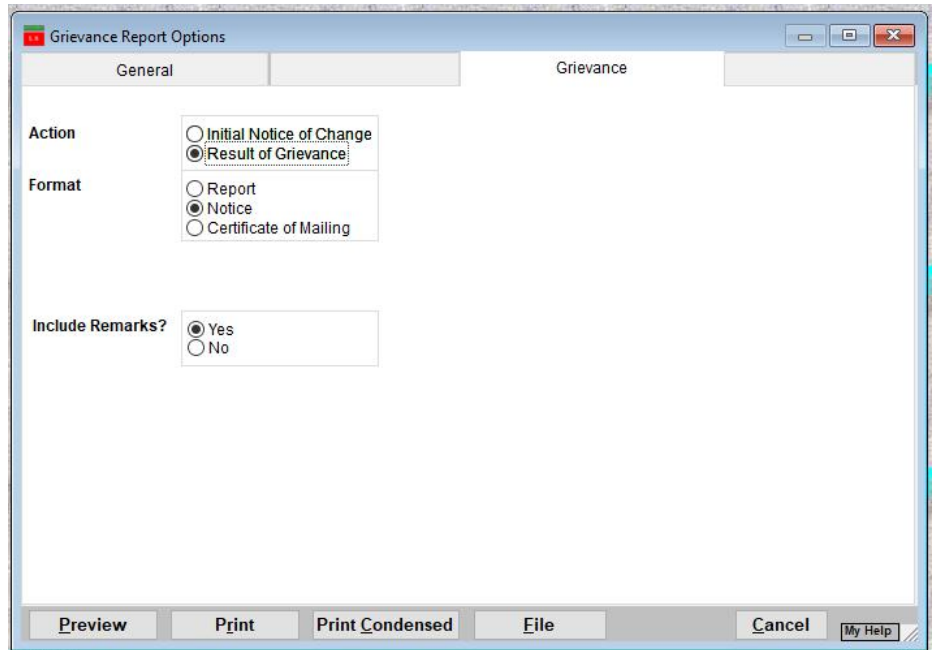 Grievance Report Options
General
Grievance
Action
Initial Notice of Change
Result of Grievance
Format
Report
Notice
Certificate of Mailing
Include Remarks?
Yes
No
Preview Print Print Condensed File Cancel My Help